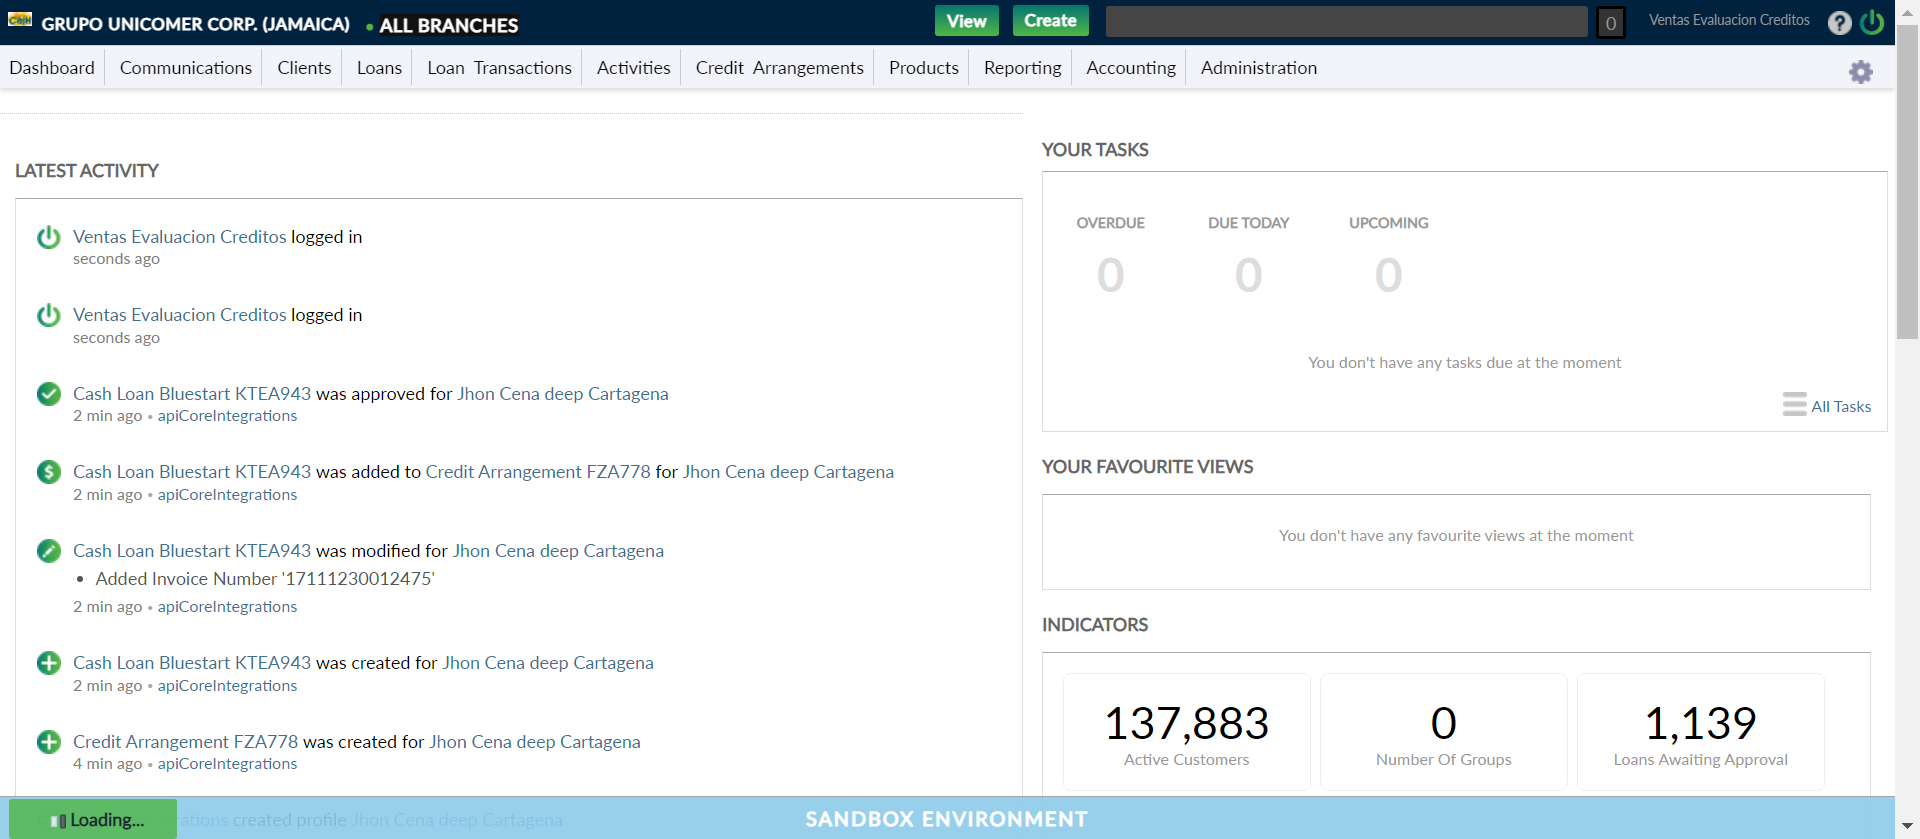 GRUPO UNICOMER CORP. (JAMAICA) • ALL BRANCHES
View
Create
0
Ventas Evaluacion Creditos
?
Dashboard
Communications
Clients
Loans
Loan Transactions
Activities
Credit Arrangements
Products
Reporting
Accounting
Administration
LATEST ACTIVITY
Ventas Evaluacion Creditos logged in
seconds ago
Ventas Evaluacion Creditos logged in
seconds ago
Cash Loan Bluestart KTEA943 was approved for Jhon Cena deep Cartagena
2 min ago • apiCoreIntegrations
Cash Loan Bluestart KTEA943 was added to Credit Arrangement FZA778 for Jhon Cena deep Cartagena
2 min ago • apiCoreIntegrations
Cash Loan Bluestart KTEA943 was modified for Jhon Cena deep Cartagena
• Added Invoice Number '17111230012475'
2 min ago • apiCoreIntegrations
Cash Loan Bluestart KTEA943 was created for Jhon Cena deep Cartagena
2 min ago • apiCoreIntegrations
Credit Arrangement FZA778 was created for Jhon Cena deep Cartagena
4 min ago • apiCoreIntegrations
created profile Jhon Cena deep Cartagena
Loading...
YOUR TASKS
OVERDUE
0
DUE TODAY
0
UPCOMING
0
You don't have any tasks due at the moment
All Tasks
YOUR FAVOURITE VIEWS
You don't have any favourite views at the moment
INDICATORS
137,883
Active Customers
0
Number Of Groups
1,139
Loans Awaiting Approval
SANDBOX ENVIRONMENT